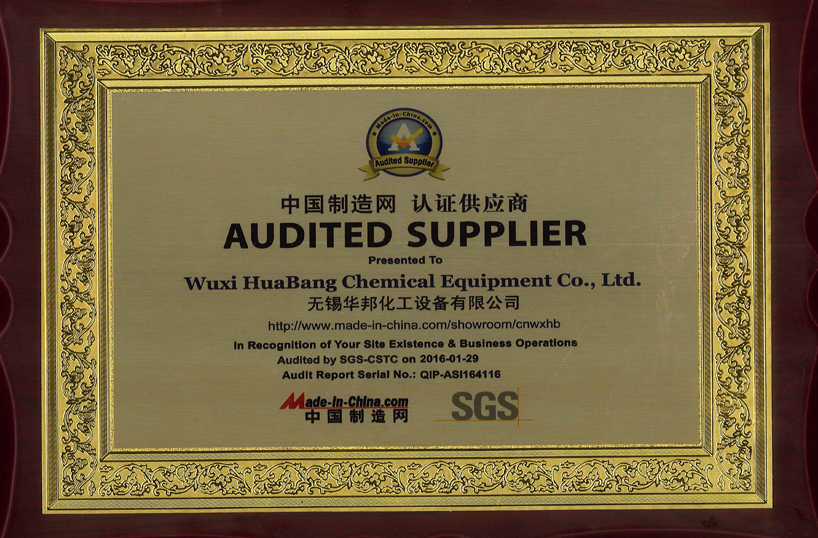 Made-in-China.com
Audited Supplier
中国制造网 认证供应商
AUDITED SUPPLIER
Presented To
Wuxi HuaBang Chemical Equipment Co., Ltd.
无锡华邦化工设备有限公司
http://www.made-in-china.com/showroom/cnwxhb
In Recognition of Your Site Existence & Business Operations
Audited by SGS-CSTC on 2016-01-29
Audit Report Serial No.: QIP-ASI164116
Made-in-China.com
中国制造网
SGS